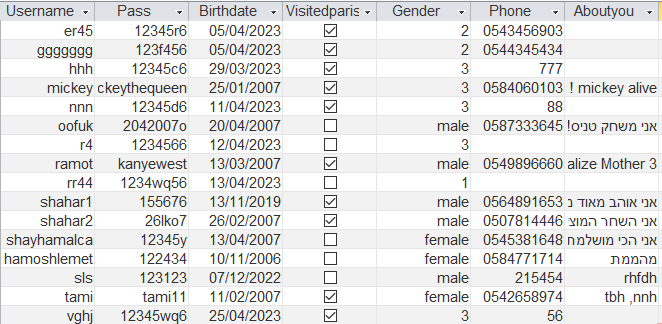 Username Pass Birthdate Visitedparis Gender Phone Aboutyou
er45 12345r6 05/04/2023 2 0543456903
ggggggg 123f456 05/04/2023 2 0544345434
hhh 12345c6 29/03/2023 3 777
mickey ckeythequeen 25/01/2007 3 0584060103 ! mickey alive
nnn 12345d6 11/04/2023 3 88
oofuk 2042007o 20/04/2007 male 0587333645 אני משחק טניס!
r4 1234566 12/04/2023 3
ramot kanyewest 13/03/2007 male 0549896660 alize Mother 3
rr44 1234wq56 13/04/2023 1
shahar1 155676 13/11/2019 male 0564891653 אני אוהב מאוד מ
shahar2 26lko7 26/02/2007 male 0507814446 אני השחר המוצ
shayhamalca 12345y 13/04/2007 female 0545381648 אני הכי מושלמת
hamoshlemet 122434 10/11/2006 female 0584771714 מהממת
sls 123123 07/12/2022 male 215454 rhfdh
tami tami11 11/02/2007 female 0542658974 tbh ,nnh
vghj 12345wq6 25/04/2023 3 56